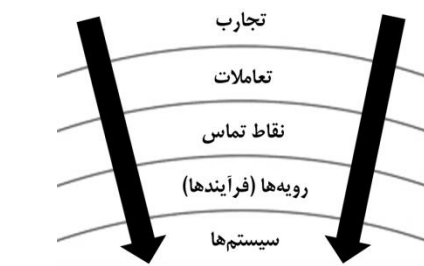 تجارب
تعاملات
نقاط تماس
رویه‌ها (فرآیندها)
سیستم‌ها